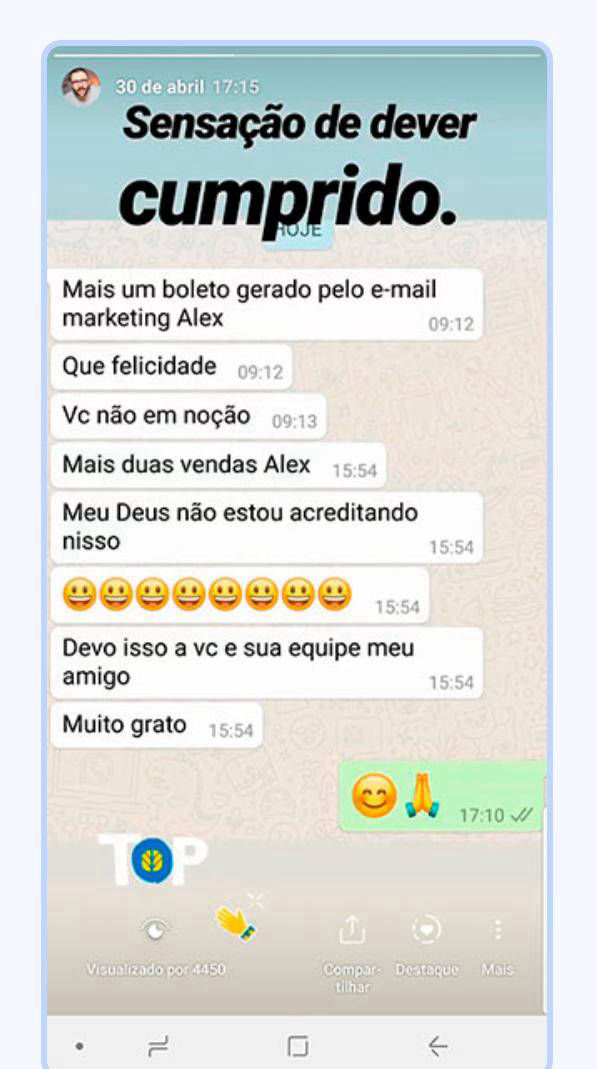 30 de abril 17:15
Sensação de dever
cumprido.
HOJE
Mais um boleto gerado pelo e-mail
marketing Alex
09:12
Que felicidade 09:12
Vc não em noção 09:13
Mais duas vendas Alex 15:54
Meu Deus não estou acreditando
nisso
15:54
😃😃😃😃😃😃😃😃 15:54
Devo isso a vc e sua equipe meu
amigo
15:54
Muito grato 15:54
😊🙏 17:10
TOP
Visualizado por 4450
Compar-
tilhar
Destaque
Mais